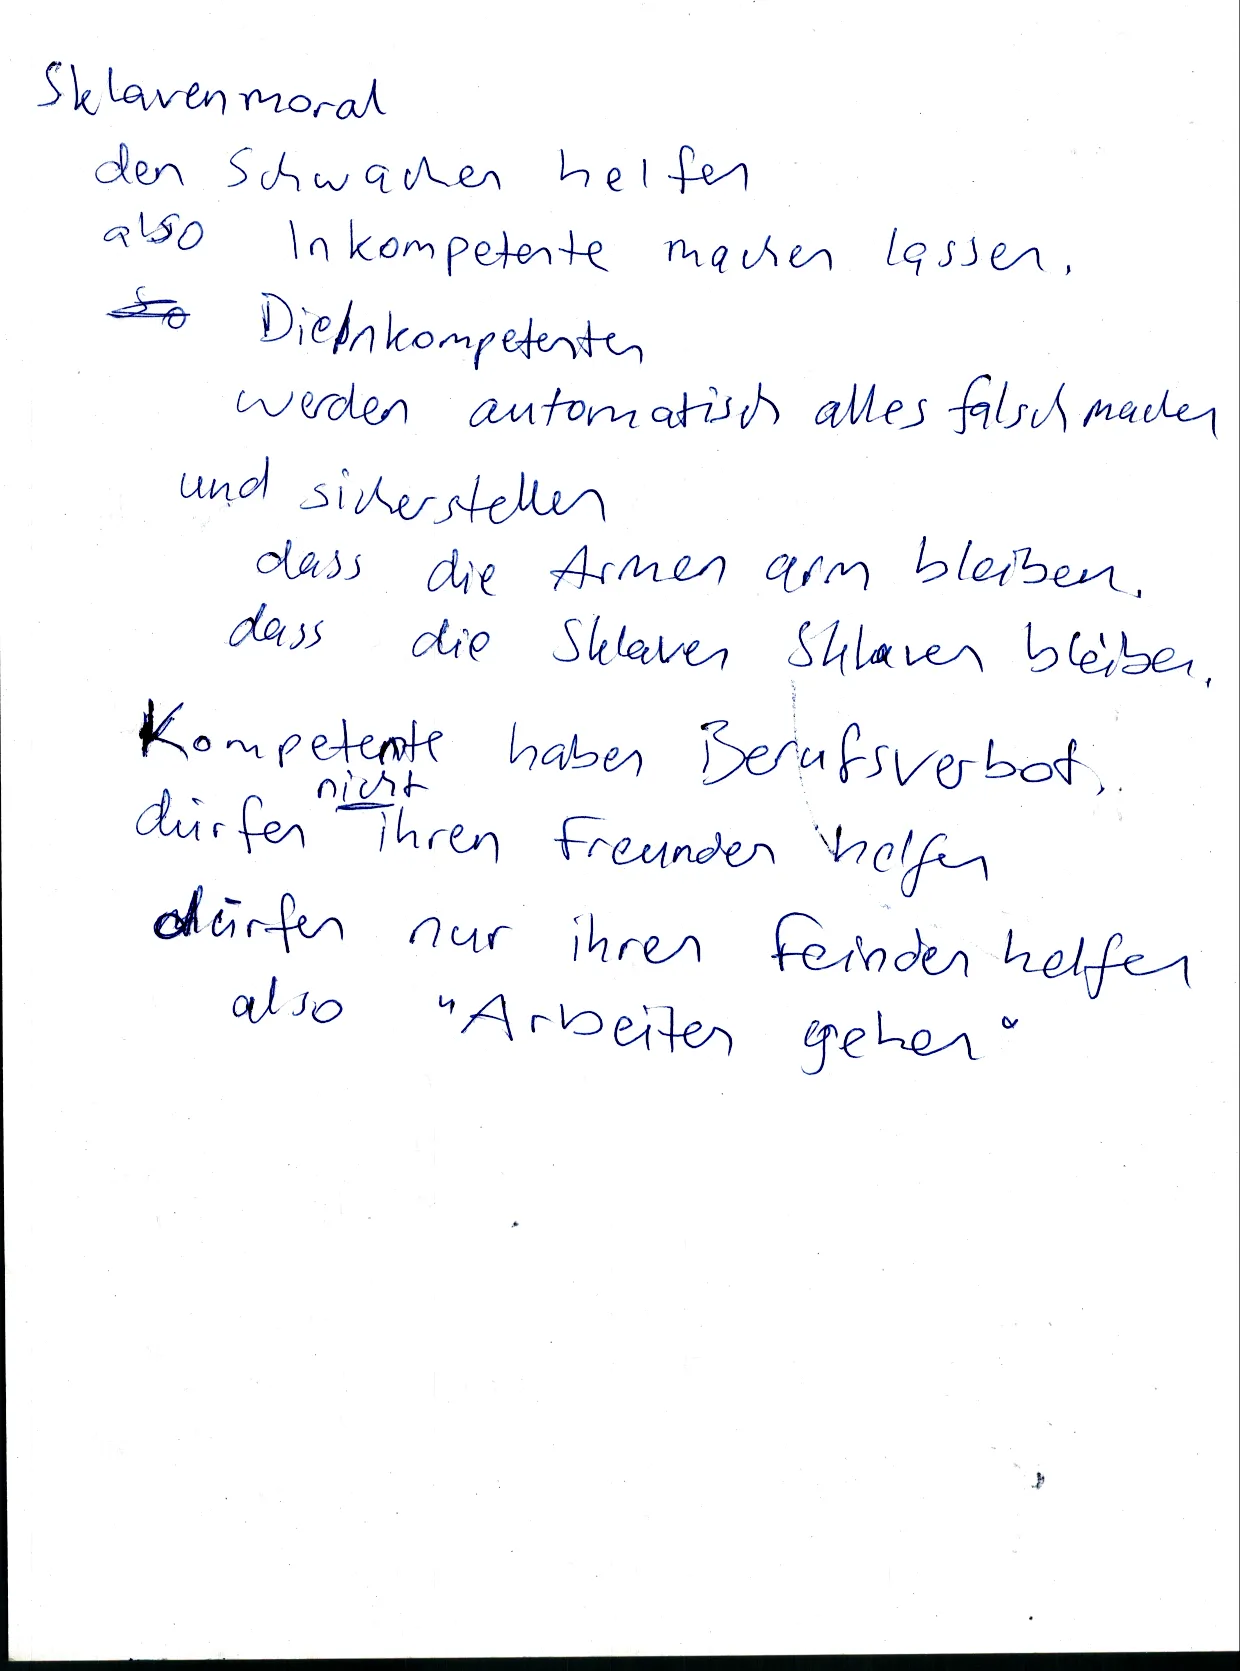 Sklavenmoral
den Schwachen helfen
also Inkompetente machen lassen.
So Die Inkompetenten
werden automatisch alles falsch machen
und sicherstellen
dass die Armen arm bleiben.
dass die Sklaven Sklaven bleiben.
Kompetente haben Berufsverbot.
nicht
dürfen ihren Freunden helfen
dürfen nur ihren Feinden helfen
also "Arbeiten gehen"